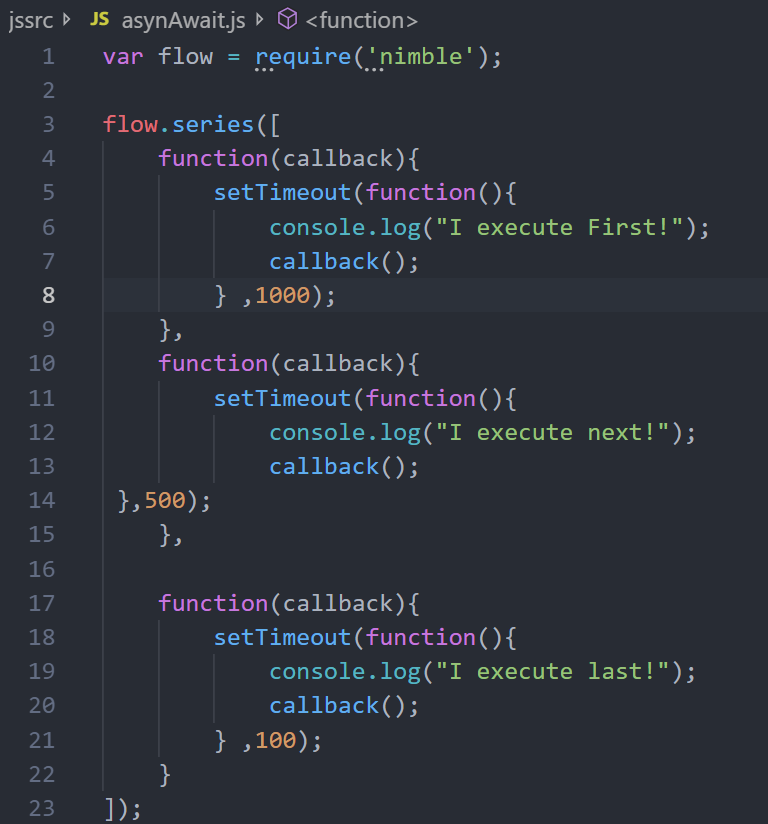 jssrc JS asynAwait.js <function>
1 var flow = require('nimble');
2
3 flow.series([
4     function(callback){
5         setTimeout(function(){
6             console.log("I execute First!");
7             callback();
8         } ,1000);
9     },
10     function(callback){
11         setTimeout(function(){
12             console.log("I execute next!");
13             callback();
14  },500);
15     },
16
17     function(callback){
18         setTimeout(function(){
19             console.log("I execute last!");
20             callback();
21         } ,100);
22     }
23 ]);